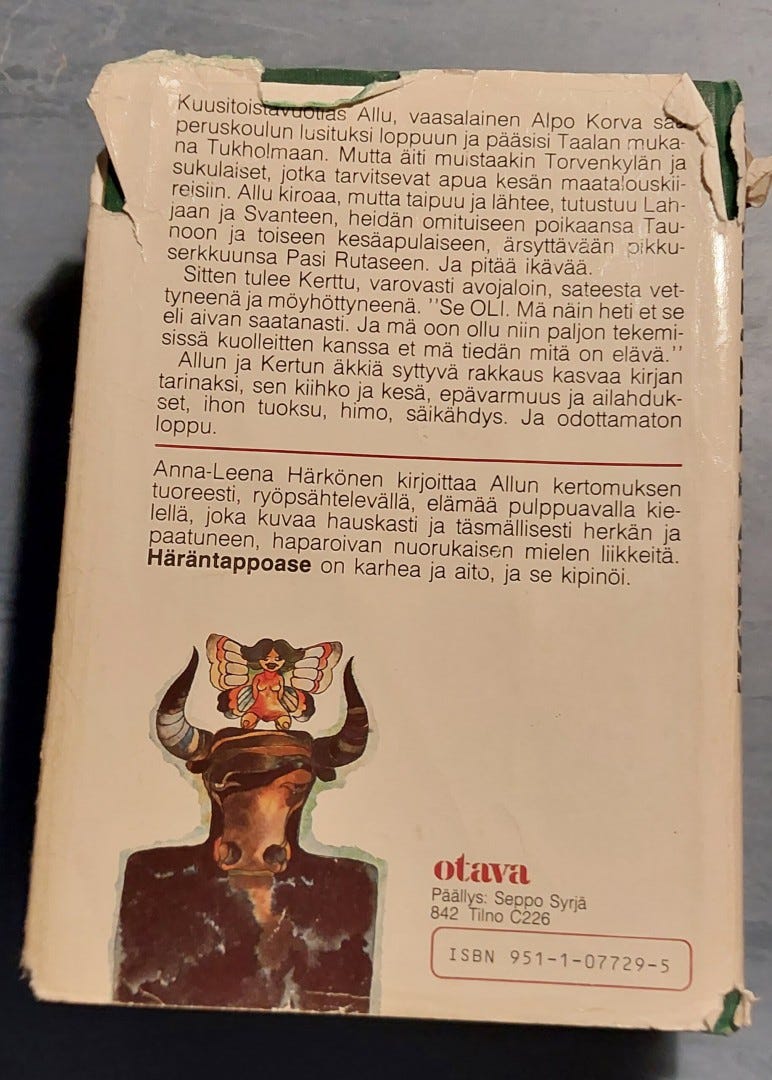 Kuusitoistavuotias Allu, vaasalainen Alpo Korva saa
peruskoulun lusituksi loppuun ja pääsisi Taalan muka-
na Tukholmaan. Mutta äiti muistaakin Torvenkylän ja
sukulaiset, jotka tarvitsevat apua kesän maatalouskii-
reisiin. Allu kiroaa, mutta taipuu ja lähtee, tutustuu Lah-
jaan ja Svanteen, heidän omituiseen poikaansa Tau-
noon ja toiseen kesäapulaiseen, ärsyttävään pikku-
serkkuunsa Pasi Rutaseen. Ja pitää ikävää.
Sitten tulee Kerttu, varovasti avojaloin, sateesta vet-
tyneenä ja möyhöttyneenä. ''Se OLI. Mä näin heti et se
eli aivan saatanasti. Ja mä oon ollu niin paljon tekemi-
sissä kuolleitten kanssa et mä tiedän mitä on elävä.''
Allun ja Kertun äkkiä syttyvä rakkaus kasvaa kirjan
tarinaksi, sen kiihko ja kesä, epävarmuus ja ailahduk-
set, ihon tuoksu, himo, säikähdys. Ja odottamaton
loppu.
Anna-Leena Härkönen kirjoittaa Allun kertomuksen
tuoreesti, ryöpsähtelevällä, elämää pulppuavalla kie-
lellä, joka kuvaa hauskasti ja täsmällisesti herkän ja
paatuneen, haparoivan nuorukaisen mielen liikkeitä.
Häräntappoase on karhea ja aito, ja se kipinöi.
otava
Päällys: Seppo Syrjä
842 Tilno C226
ISBN 951-1-07729-5